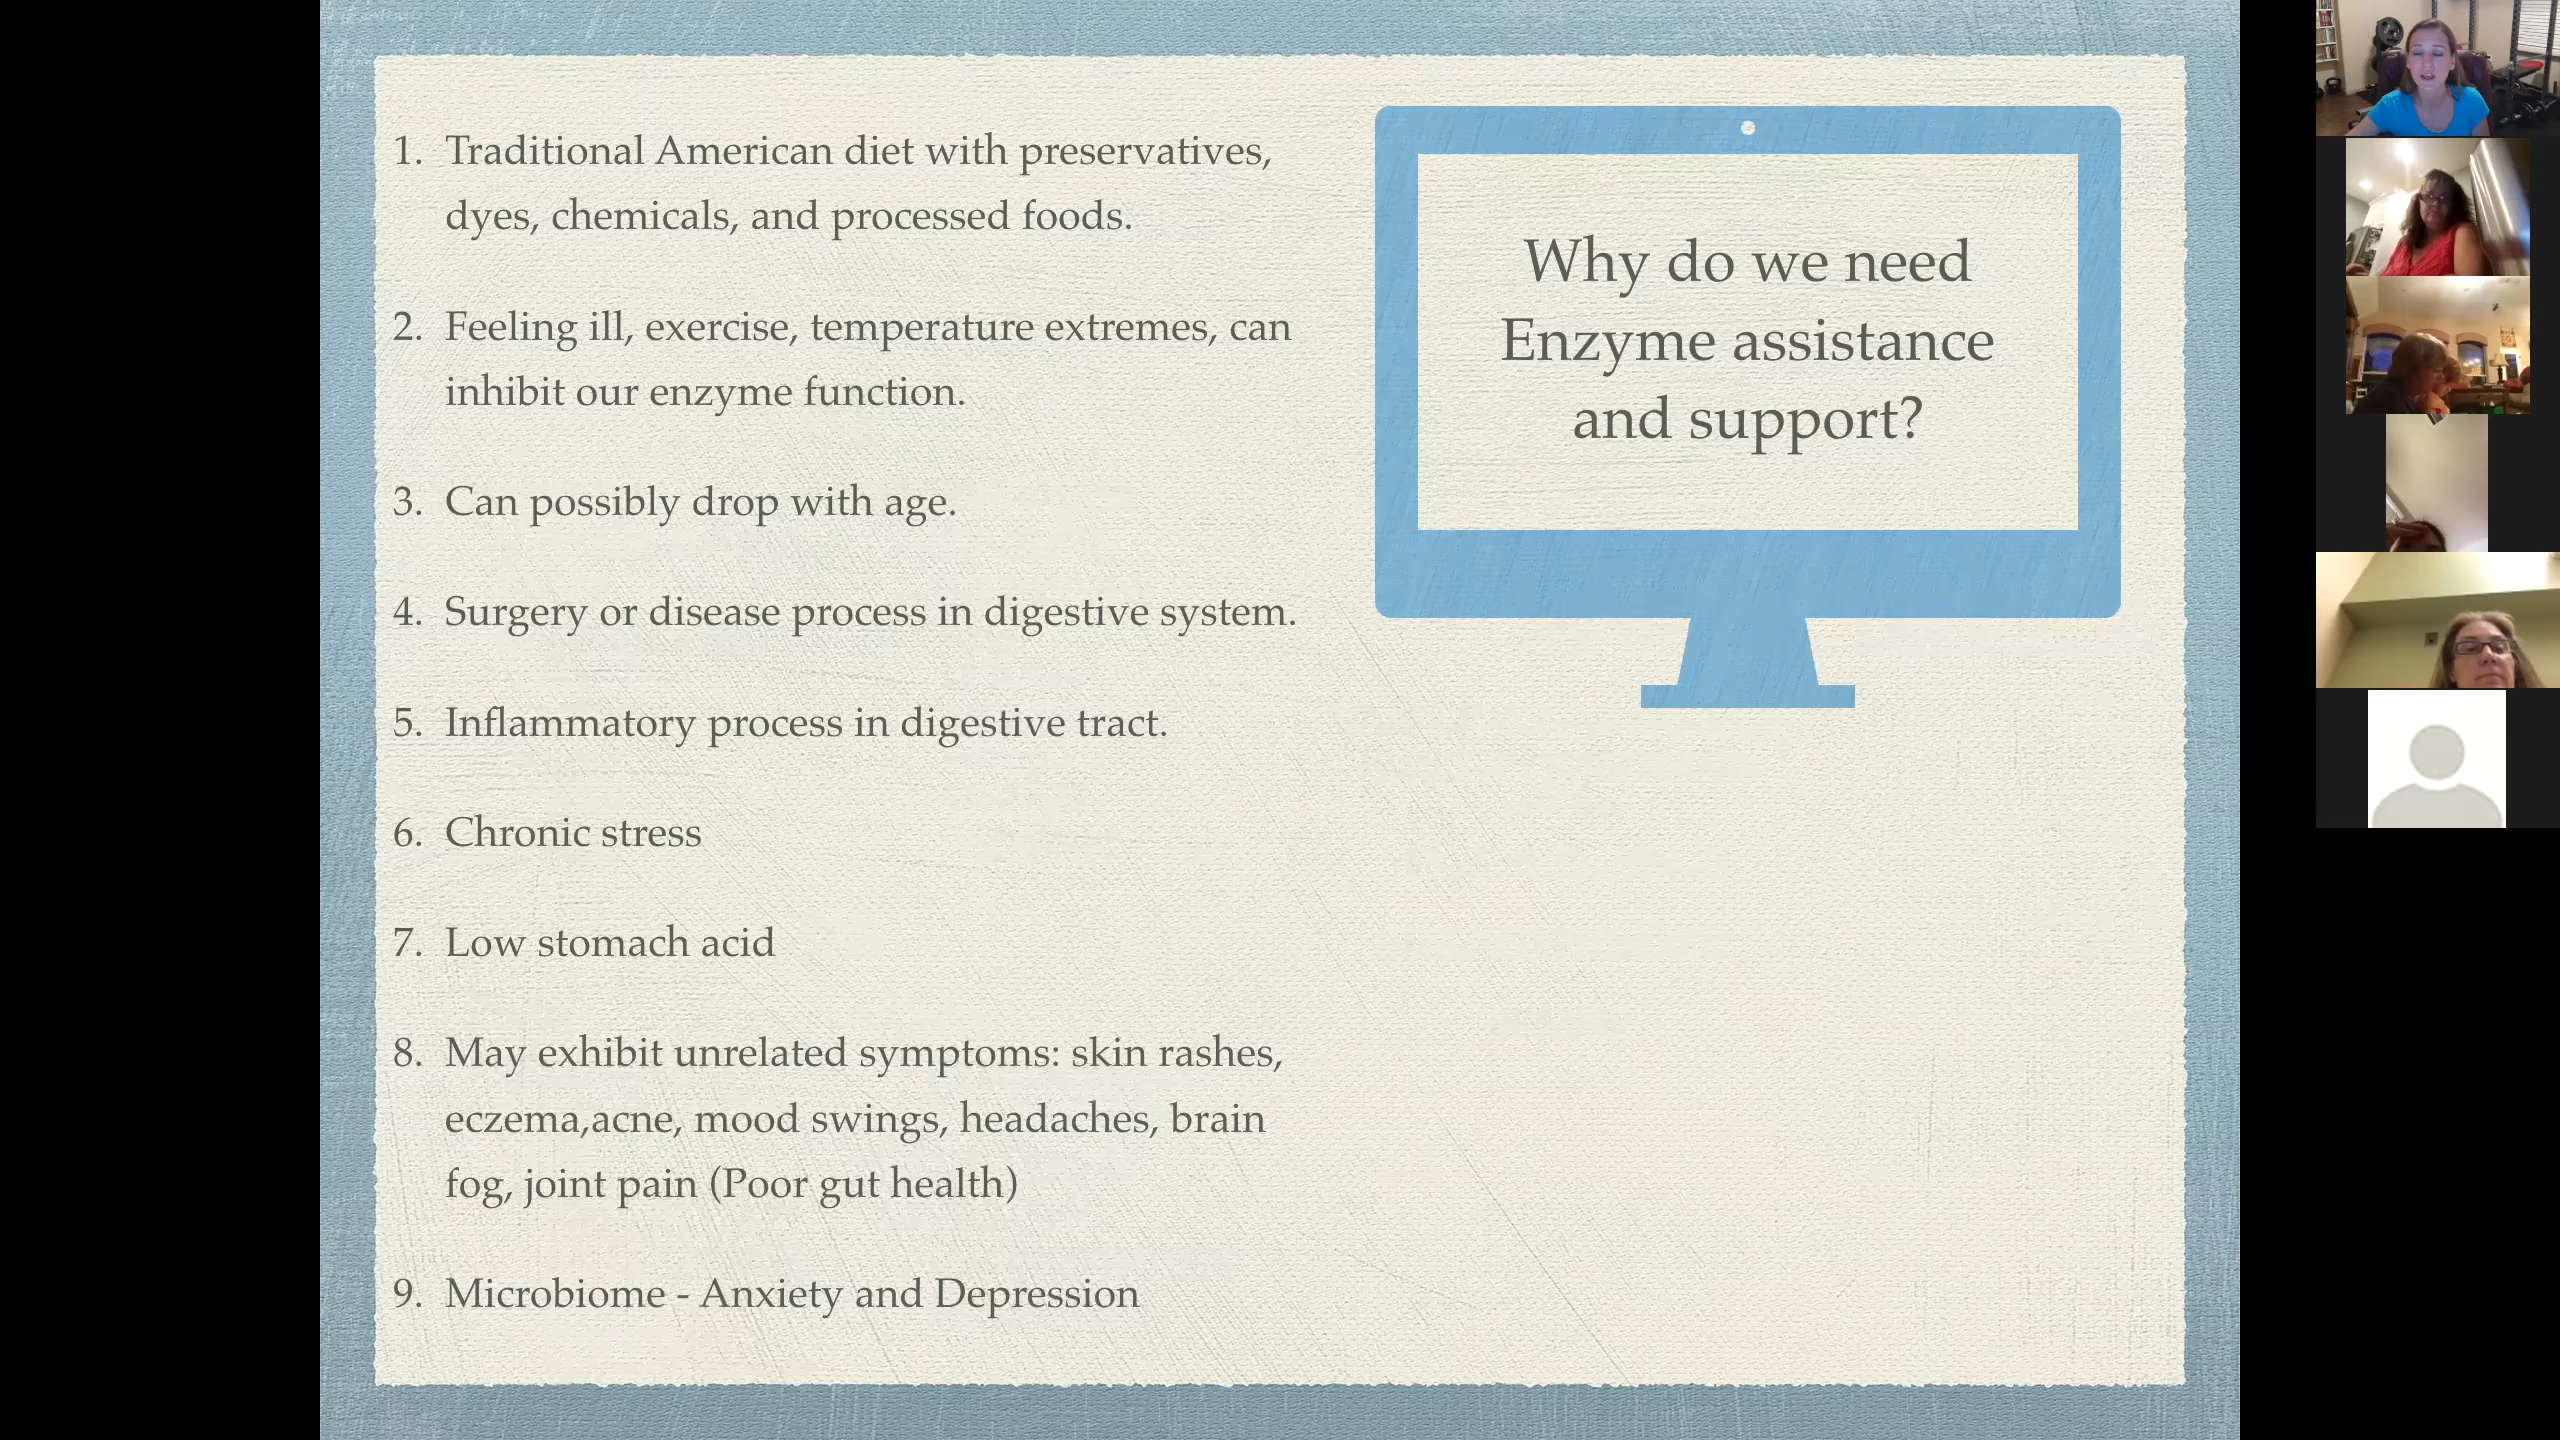 1. Traditional American diet with preservatives,
dyes, chemicals, and processed foods.
2. Feeling ill, exercise, temperature extremes, can
inhibit our enzyme function.
3. Can possibly drop with age.
4. Surgery or disease process in digestive system.
5. Inflammatory process in digestive tract.
6. Chronic stress
7. Low stomach acid
8. May exhibit unrelated symptoms: skin rashes,
eczema,acne, mood swings, headaches, brain
fog, joint pain (Poor gut health)
9. Microbiome - Anxiety and Depression
Why do we need
Enzyme assistance
and support?